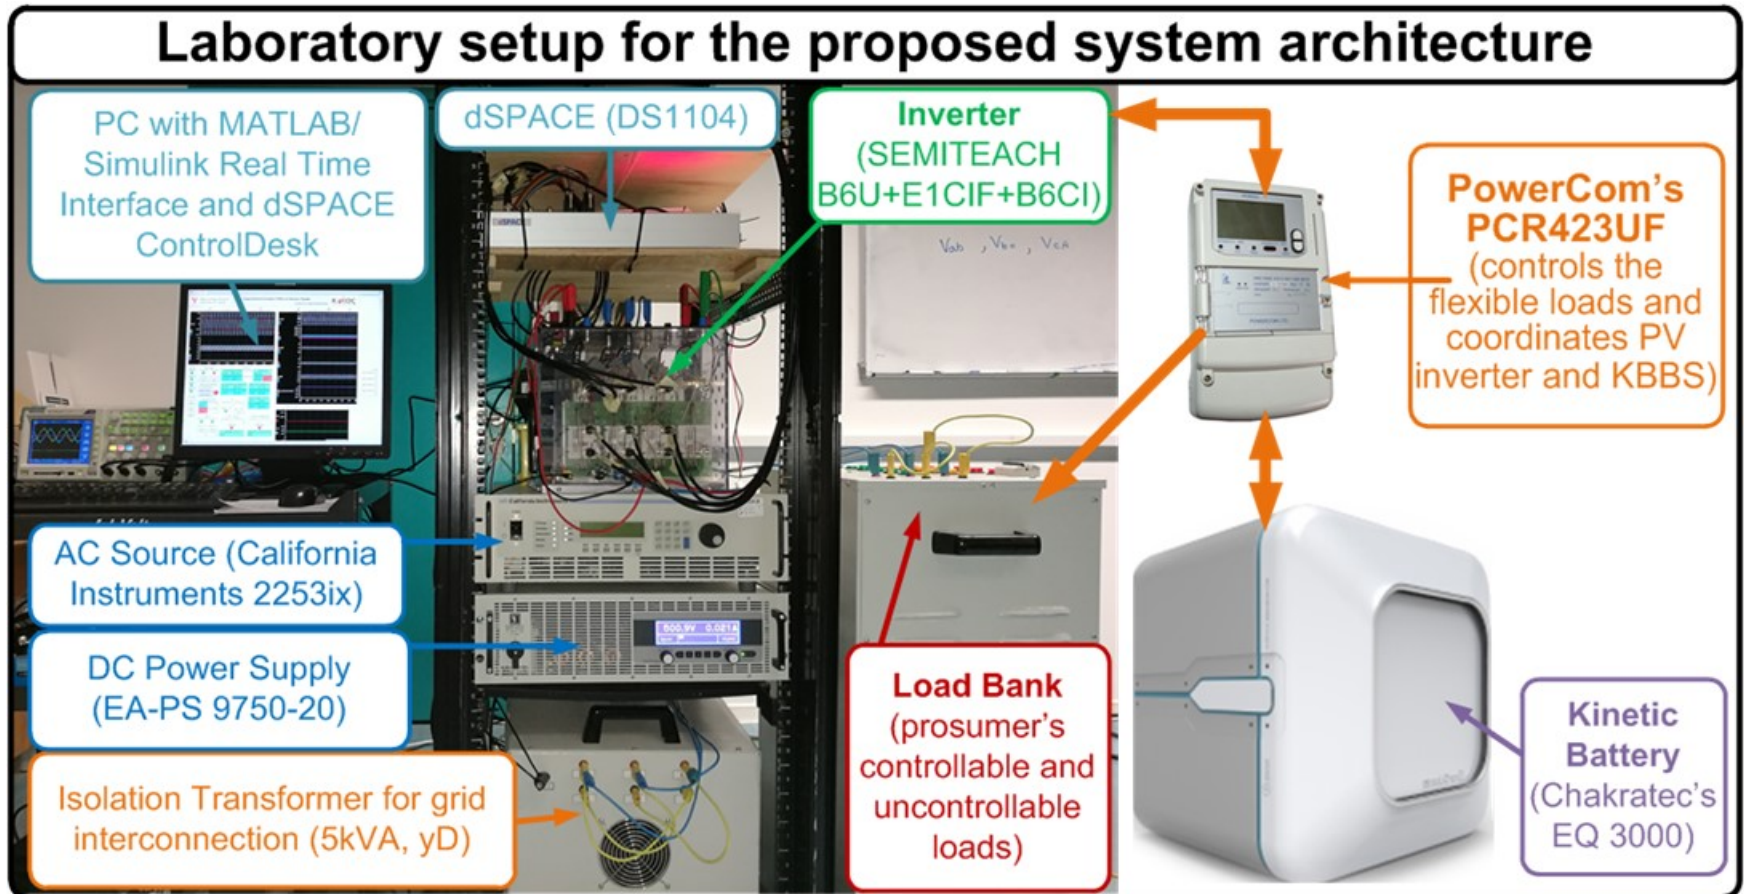 Laboratory setup for the proposed system architecture
PC with MATLAB/
Simulink Real Time
Interface and dSPACE
ControlDesk
dSPACE (DS1104)
Inverter
(SEMITEACH
B6U+E1CIF+B6CI)
PowerCom's
PCR423UF
(controls the
flexible loads and
coordinates PV
inverter and KBBS)
dSPACE
Vab , Vbc , VCA
AC Source (California
Instruments 2253ix)
DC Power Supply
(EA-PS 9750-20)
500.9V 0.021A
Isolation Transformer for grid
interconnection (5kVA, yD)
Load Bank
(prosumer's
controllable and
uncontrollable
loads)
Kinetic
Battery
(Chakratec's
EQ 3000)